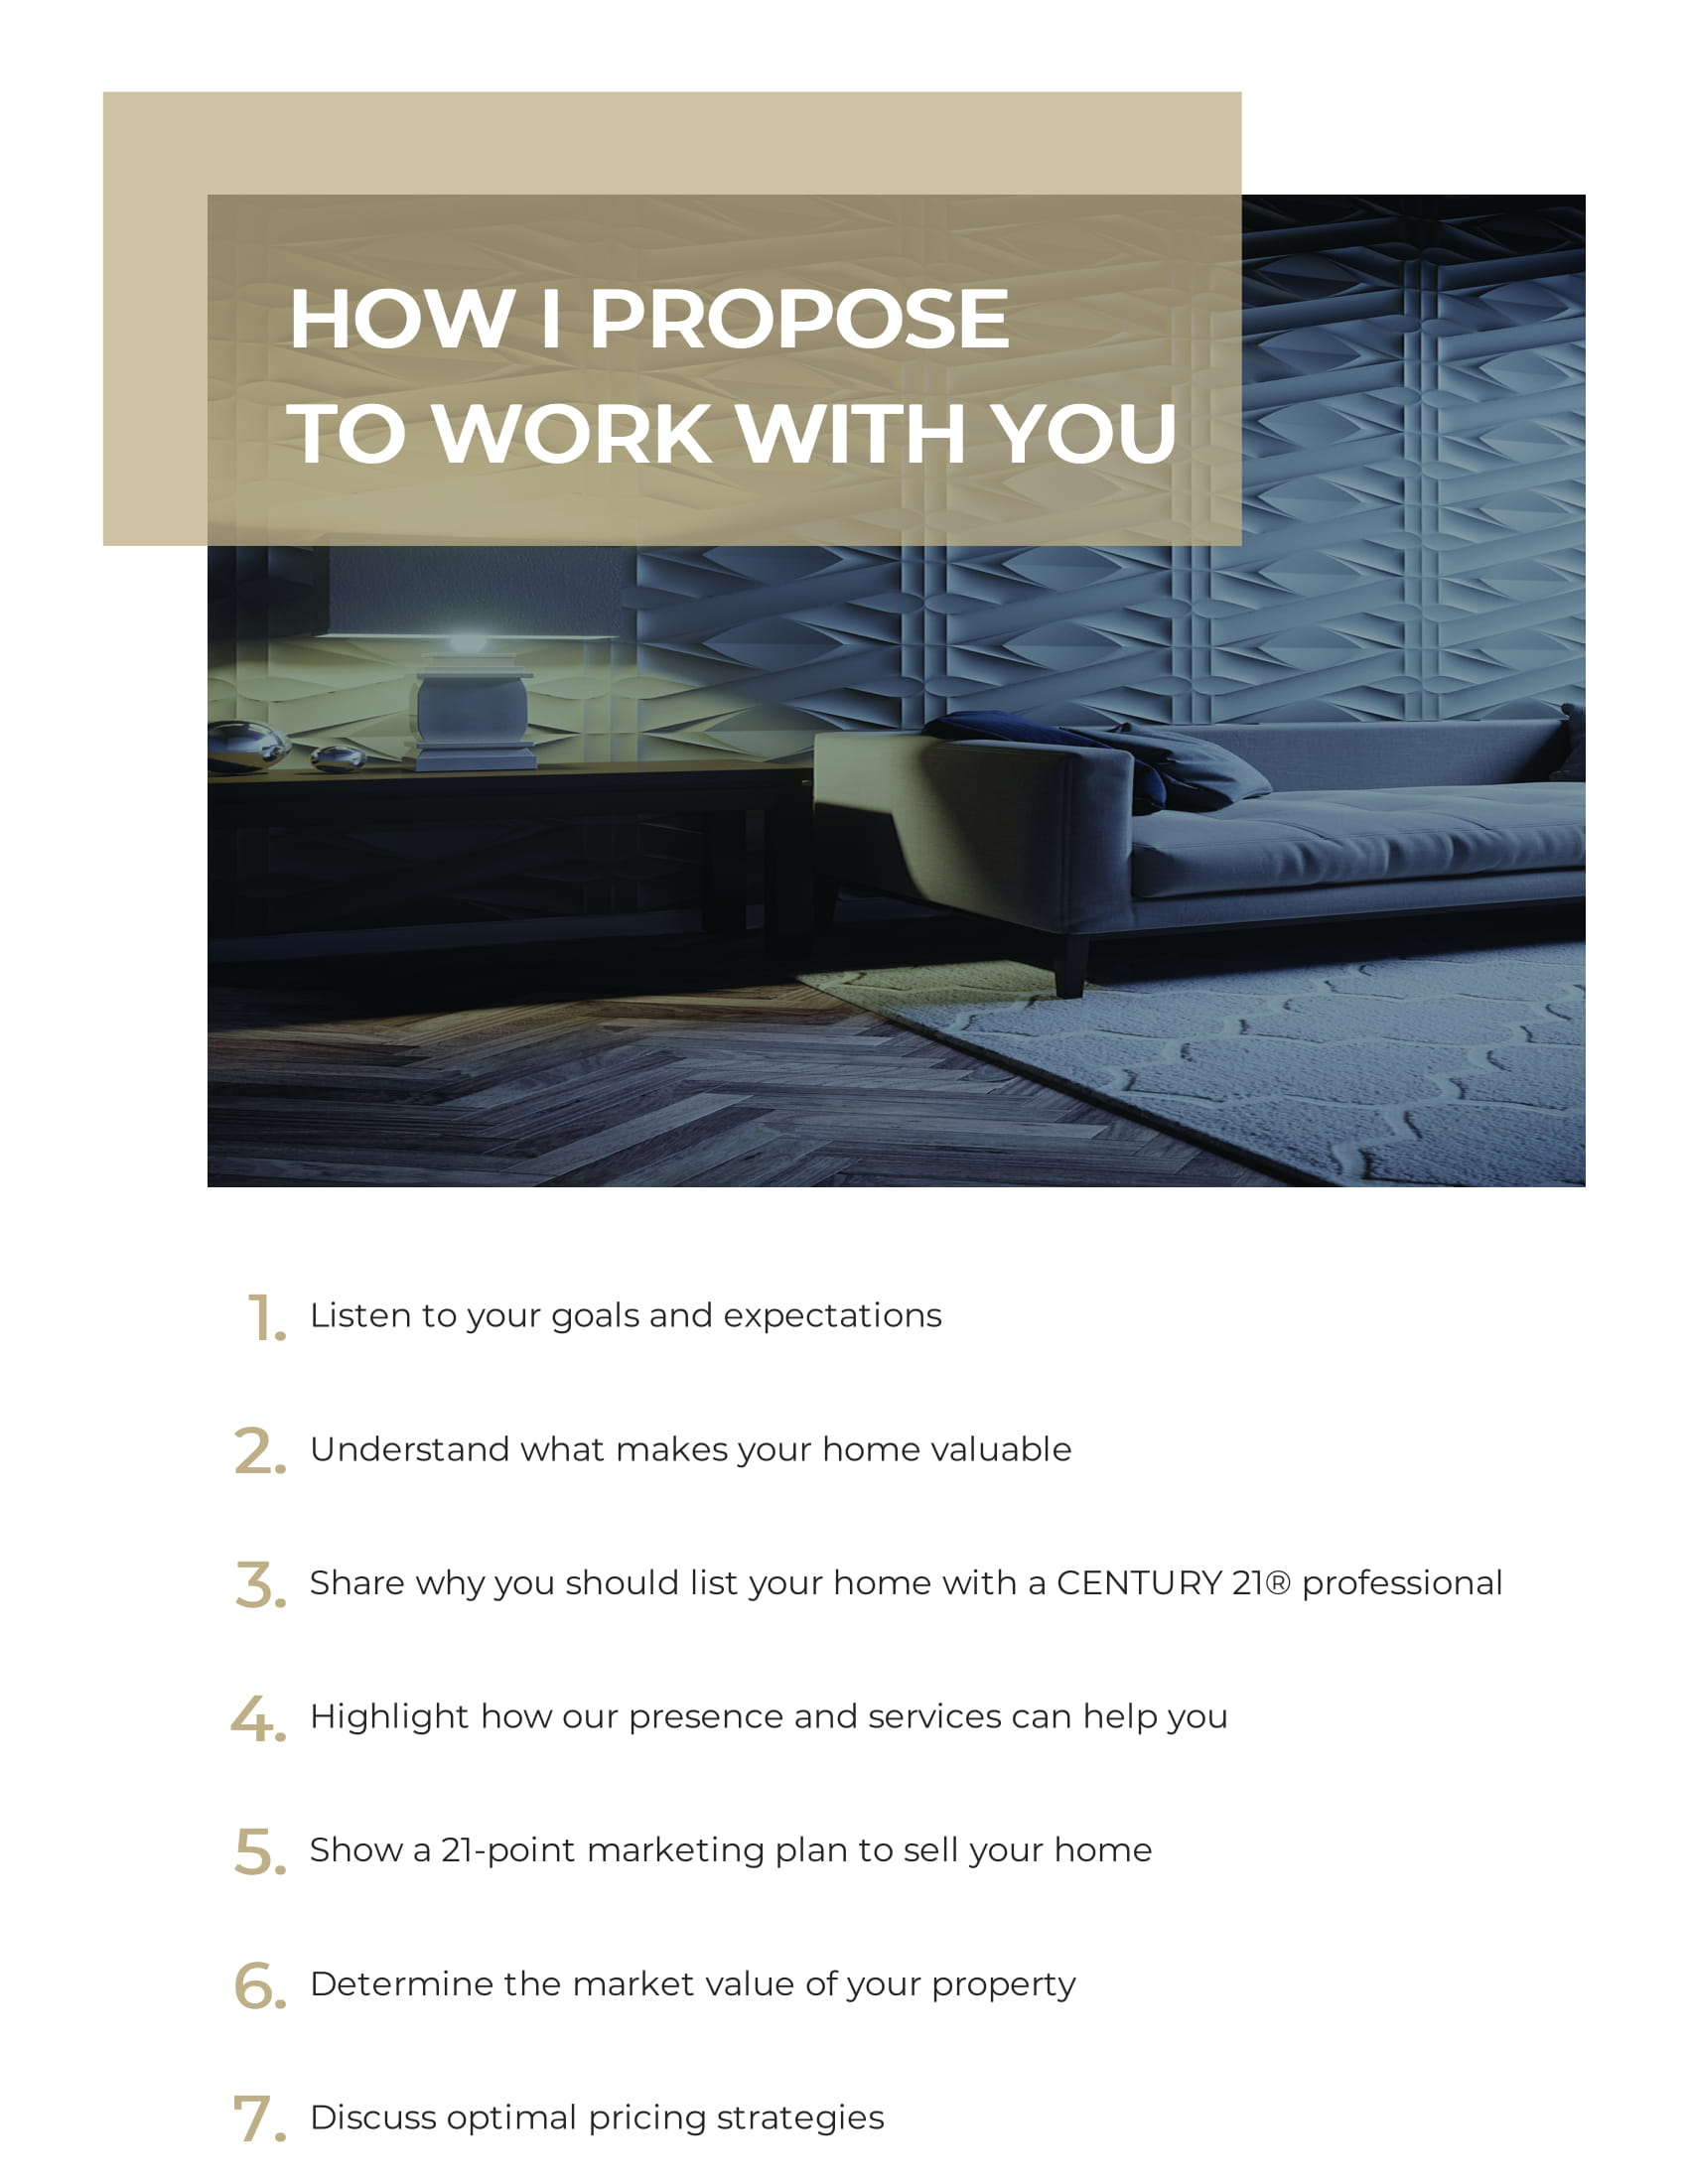 HOW I PROPOSE
TO WORK WITH YOU
1. Listen to your goals and expectations
2. Understand what makes your home valuable
3. Share why you should list your home with a CENTURY 21® professional
4. Highlight how our presence and services can help you
5. Show a 21-point marketing plan to sell your home
6. Determine the market value of your property
7. Discuss optimal pricing strategies